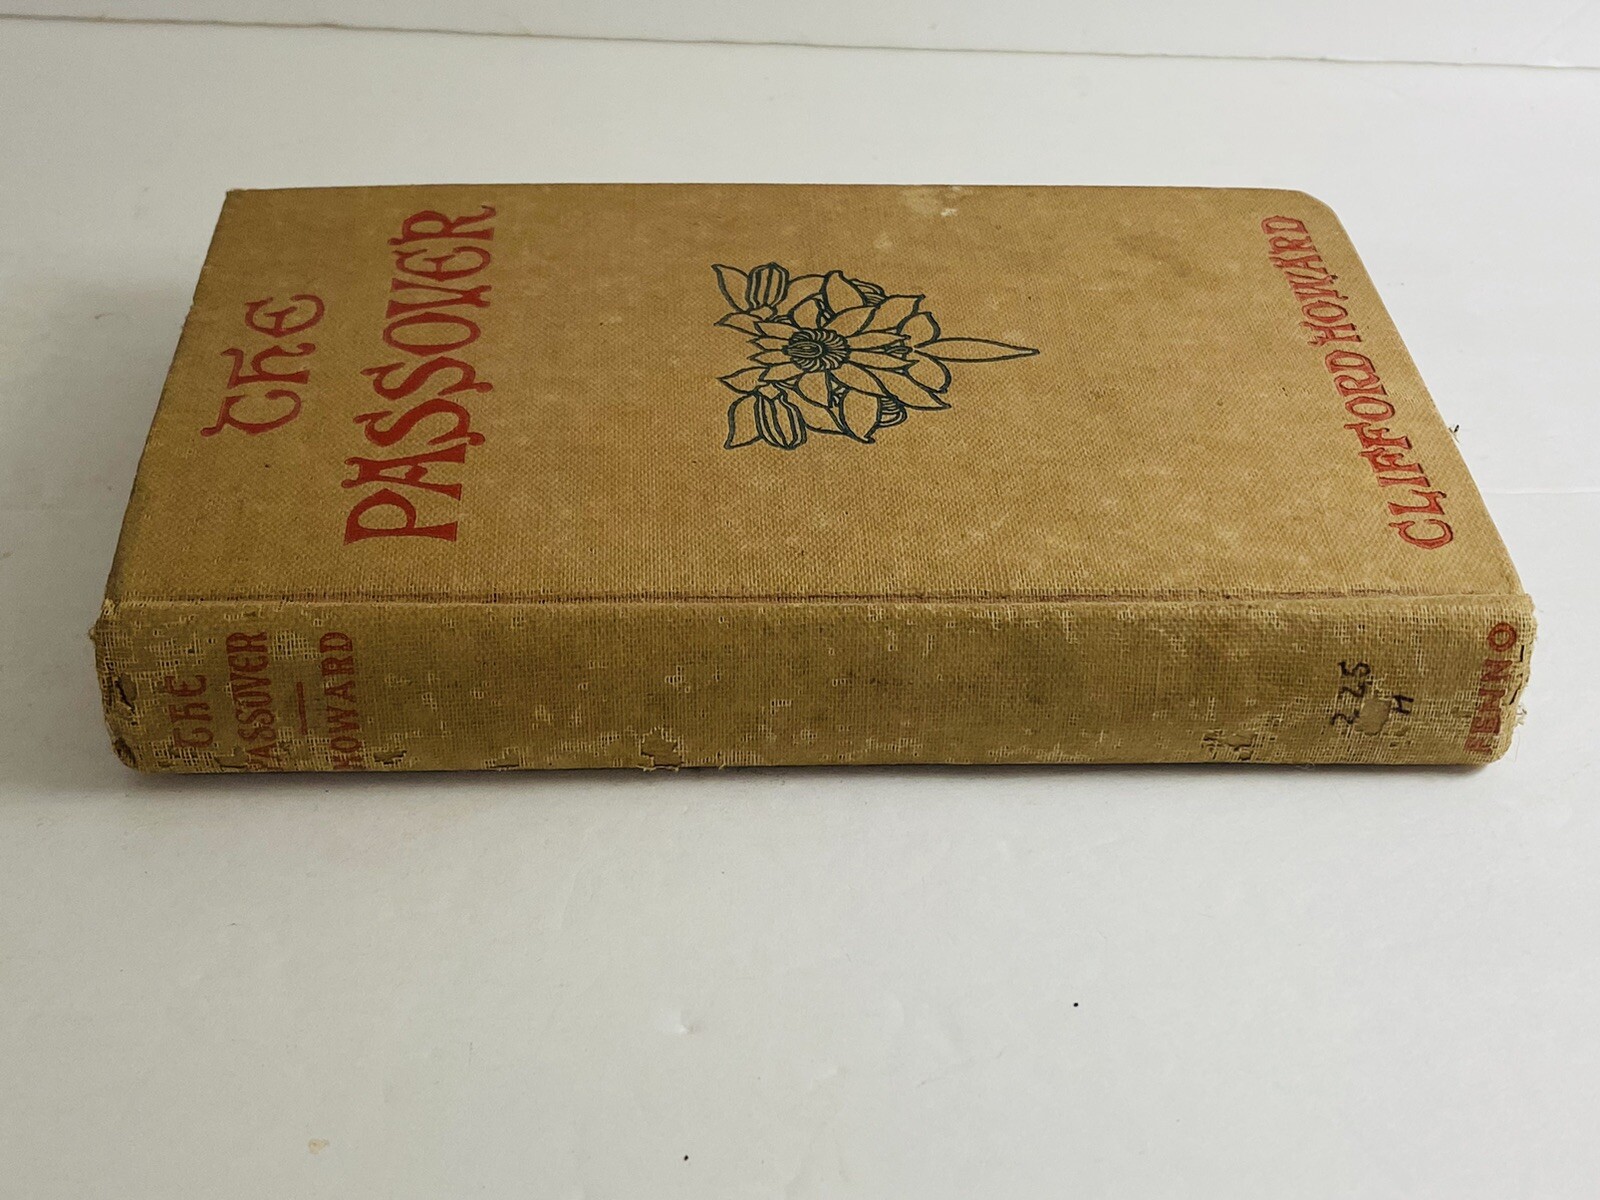 The
PASSOVER
CLIFFORD HOWARD
The
PASSOVER
HOWARD
225
H
FENNO